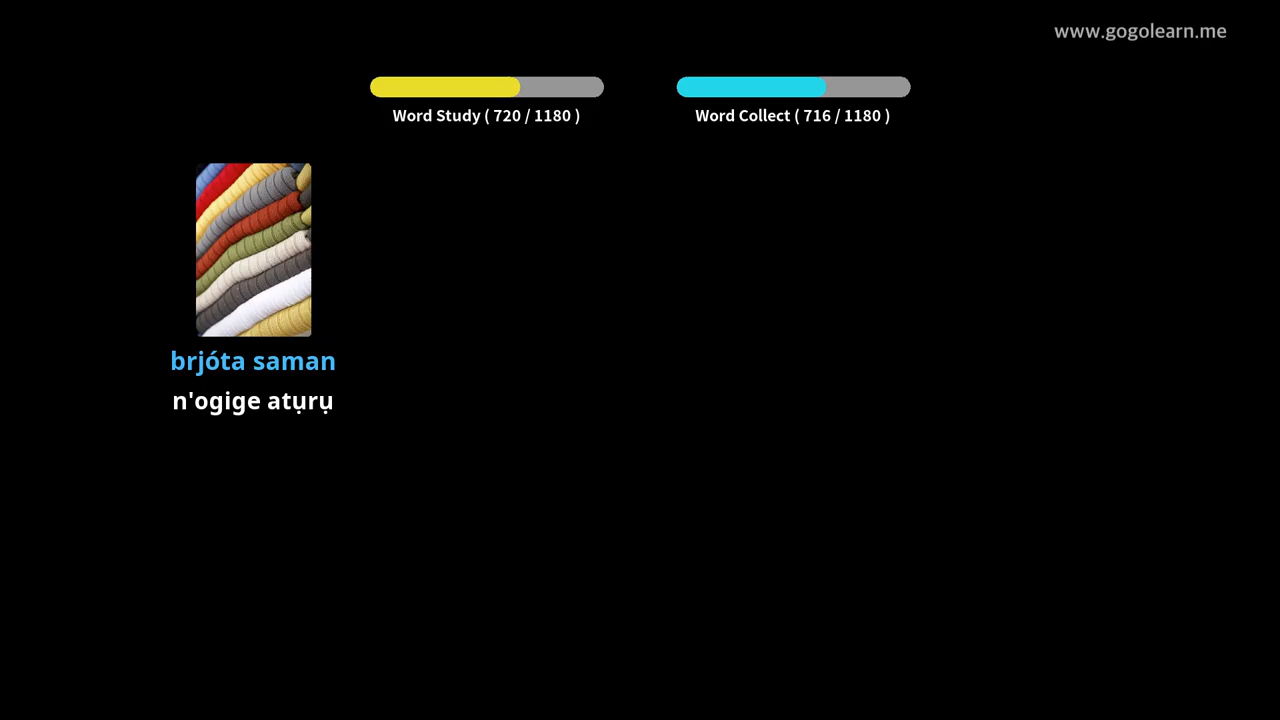 www.gogolearn.me
Word Study ( 720 / 1180 )
Word Collect ( 716 / 1180 )
brjóta saman
n'ogige atụrụ